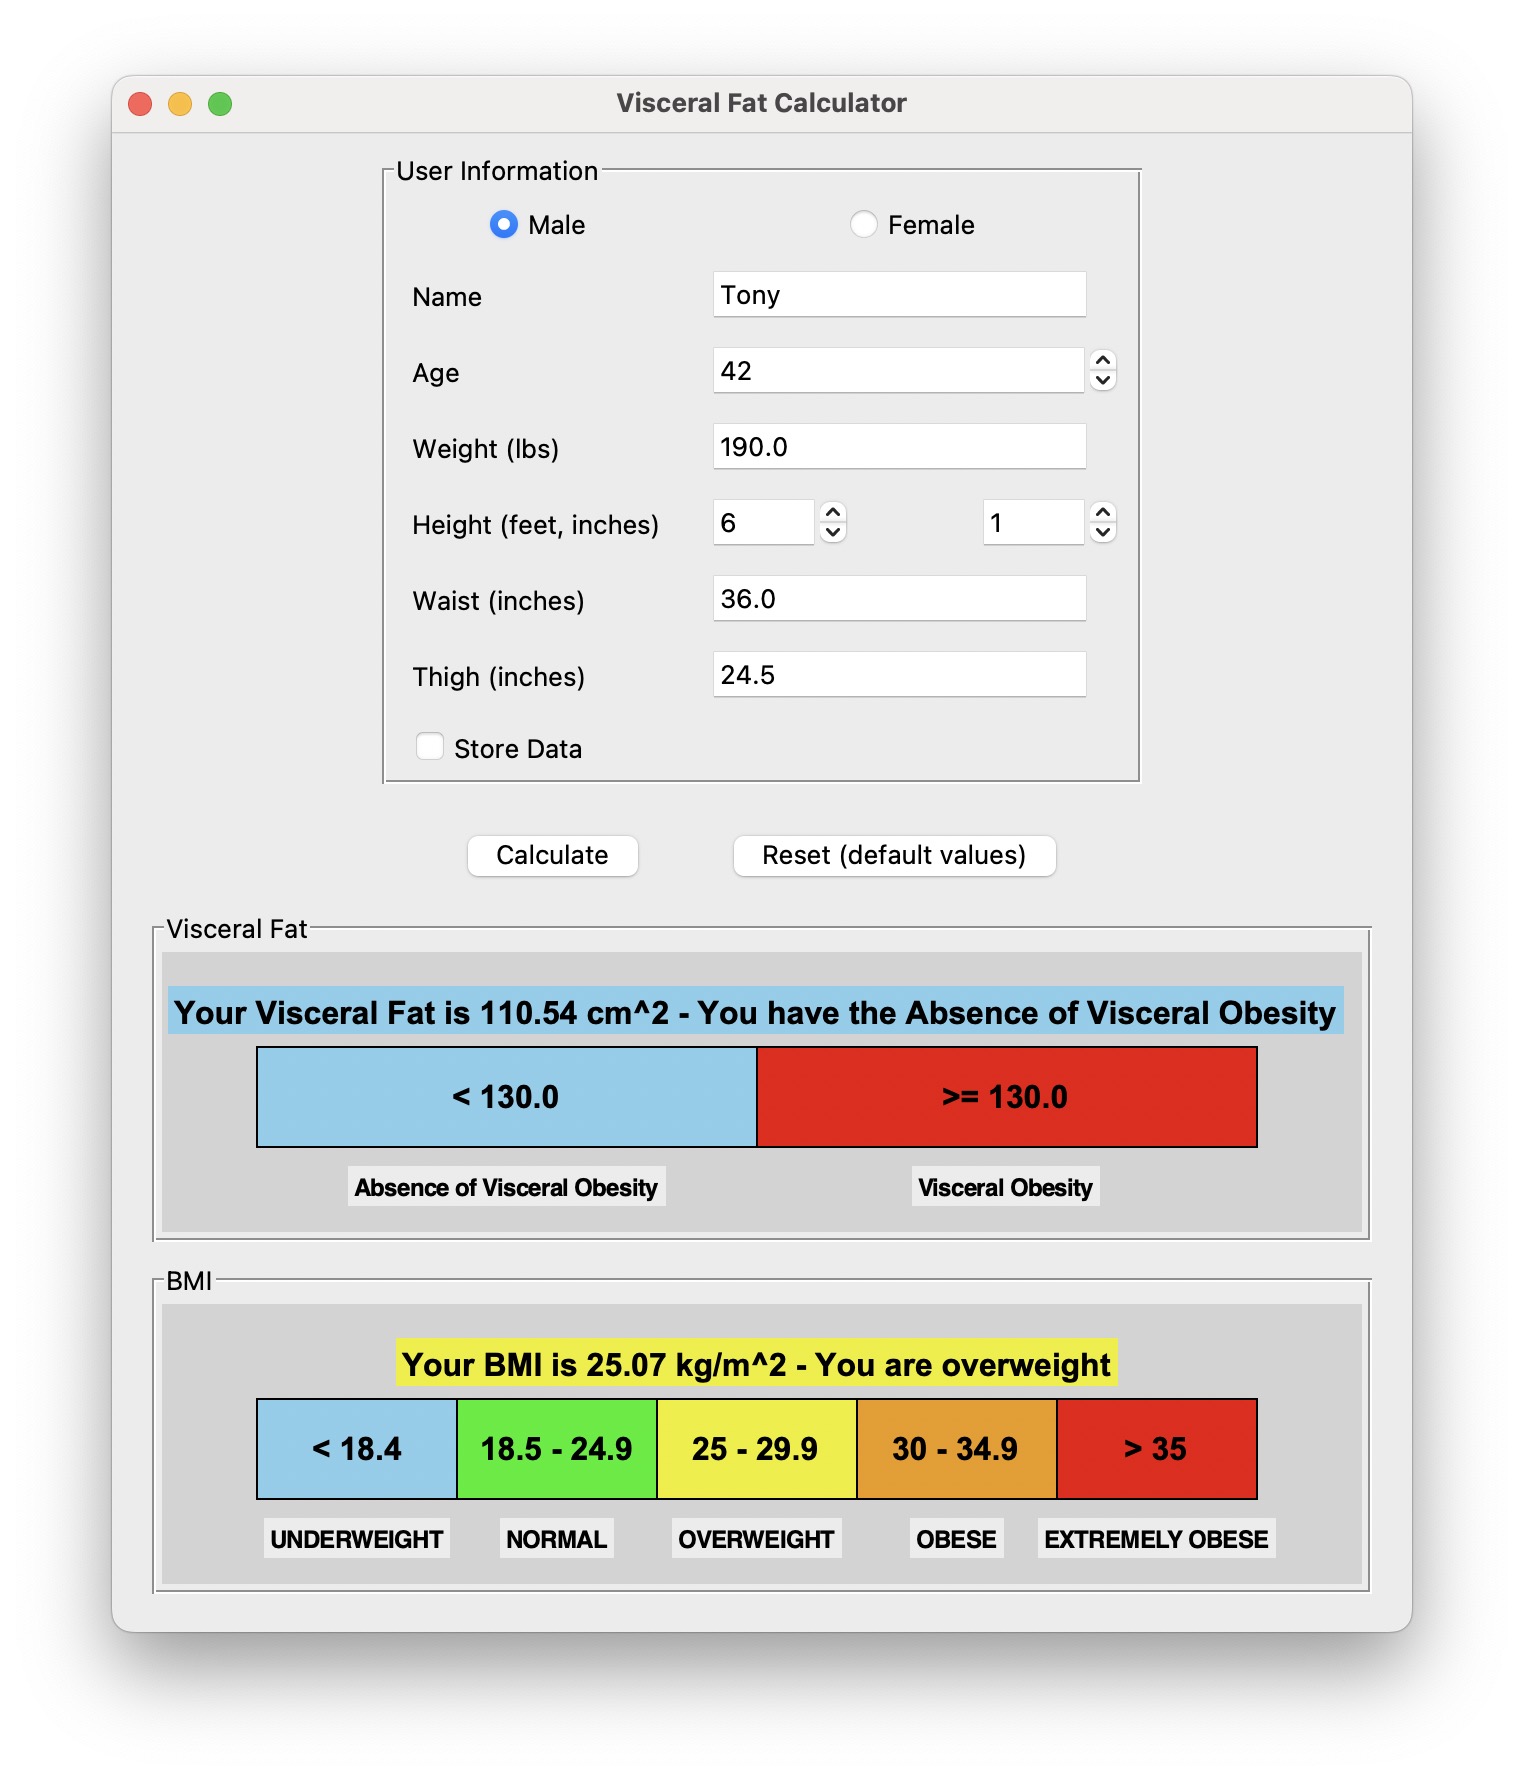 Visceral Fat Calculator
User Information
Male Female
Name Tony
Age 42
Weight (lbs) 190.0
Height (feet, inches) 6 1
Waist (inches) 36.0
Thigh (inches) 24.5
Store Data
Calculate Reset (default values)
Visceral Fat
Your Visceral Fat is 110.54 cm^2 - You have the Absence of Visceral Obesity
< 130.0 >= 130.0
Absence of Visceral Obesity Visceral Obesity
BMI
Your BMI is 25.07 kg/m^2 - You are overweight
< 18.4 18.5 - 24.9 25 - 29.9 30 - 34.9 > 35
UNDERWEIGHT NORMAL OVERWEIGHT OBESE EXTREMELY OBESE